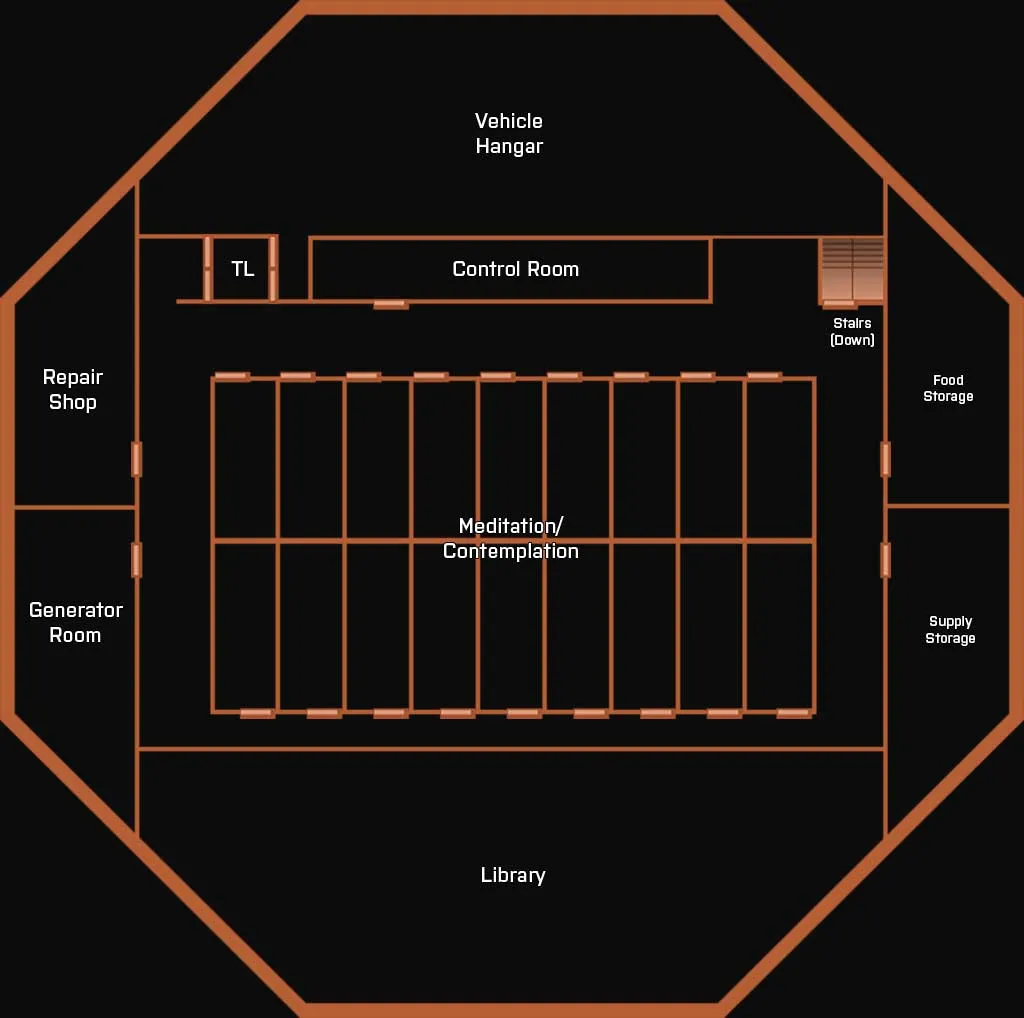 Vehicle
Hangar
TL
Control Room
Stairs
(Down)
Repair
Shop
Food
Storage
Meditation/
Contemplation
Generator
Room
Supply
Storage
Library